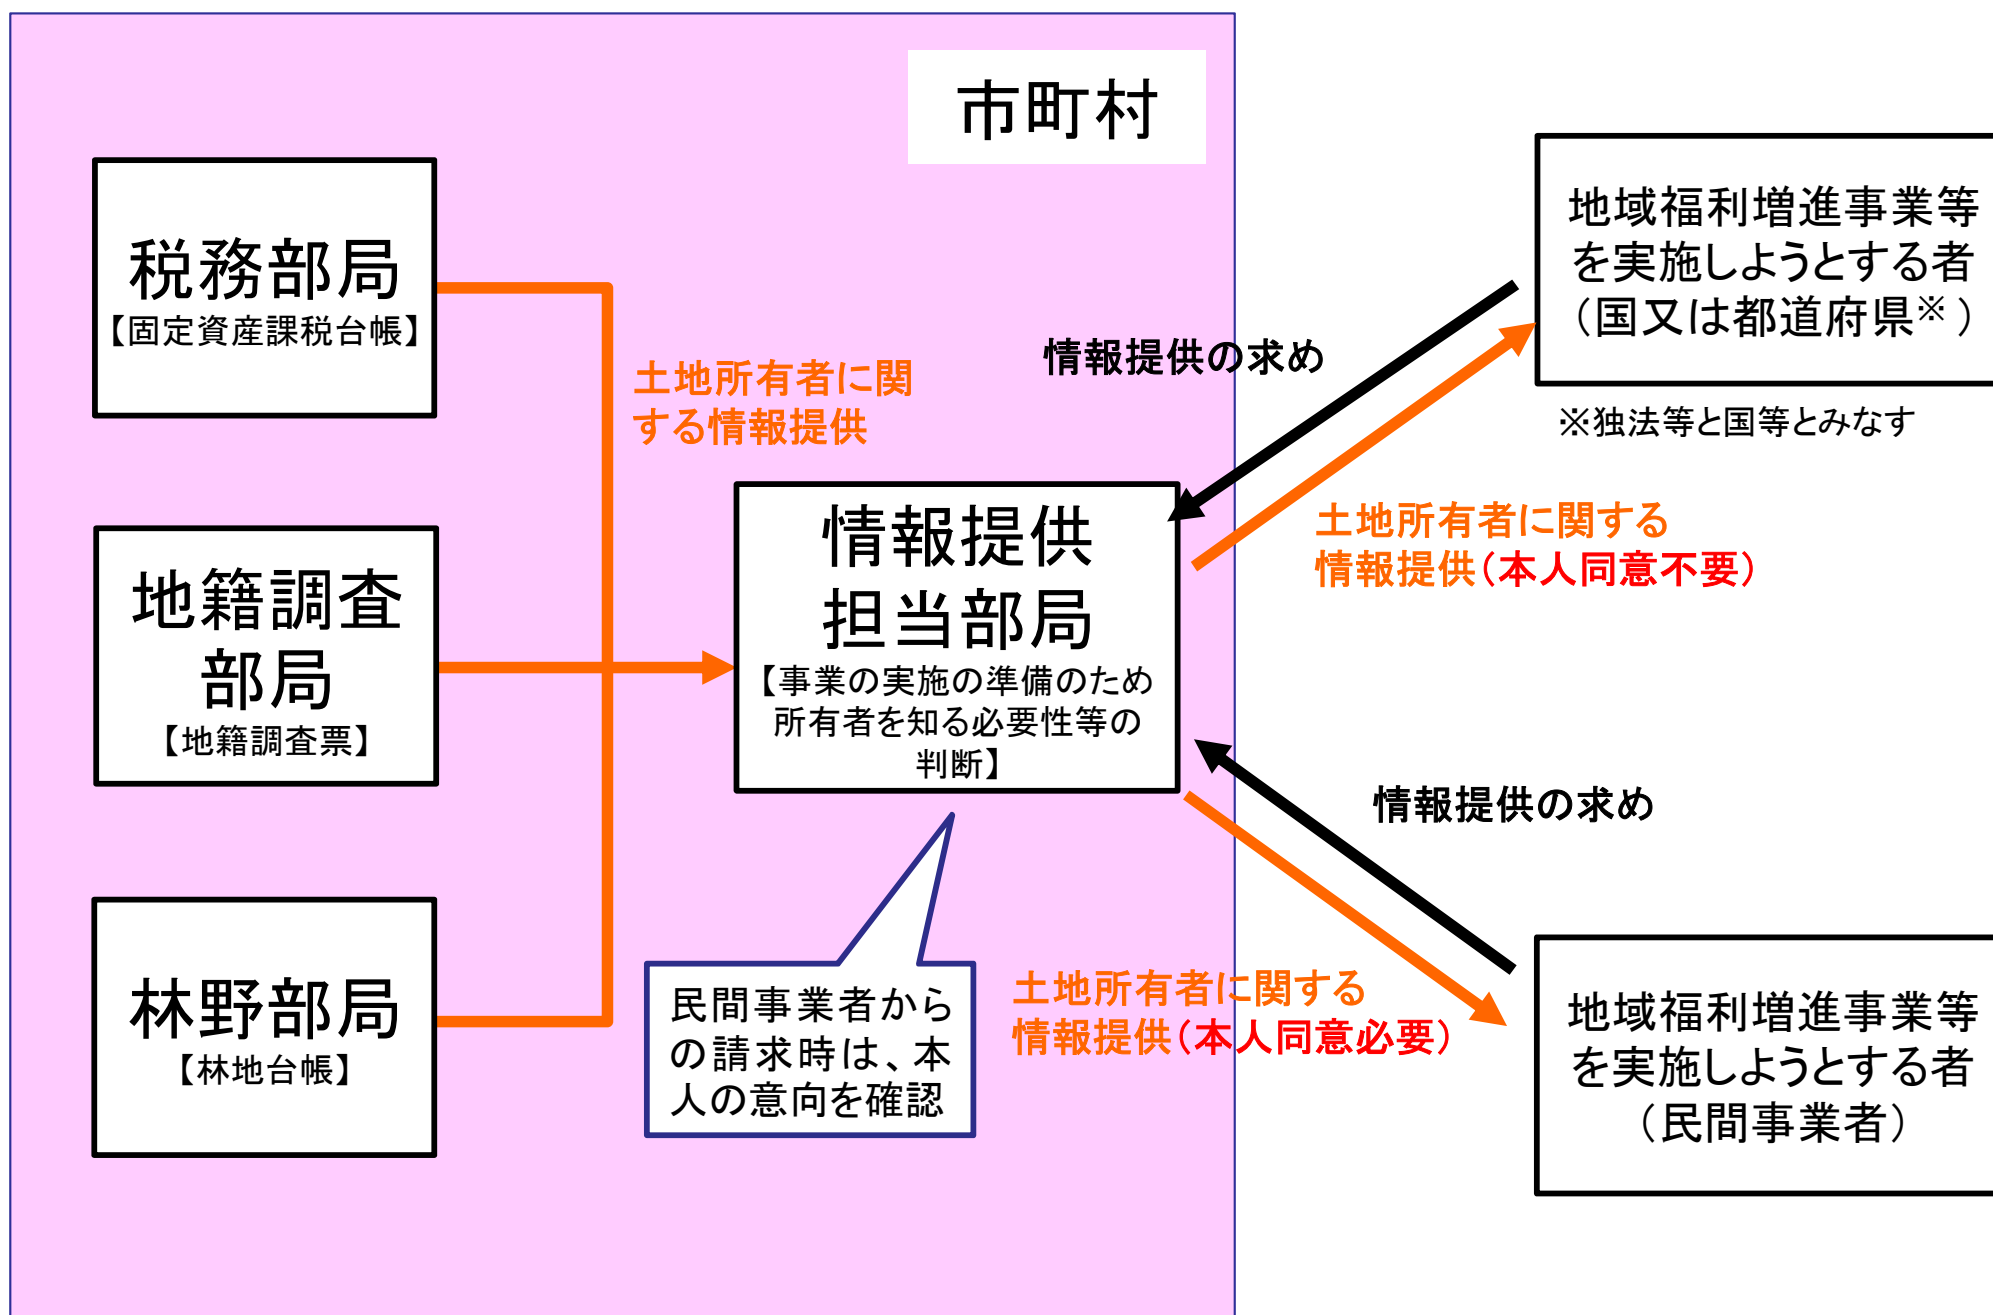 市町村
税務部局
【固定資産課税台帳】
土地所有者に関
する情報提供
地籍調査
部局
【地籍調査票】
林野部局
【林地台帳】
情報提供
担当部局
【事業の実施の準備のため
所有者を知る必要性等の
判断】
民間事業者から
の請求時は、本
人の意向を確認
情報提供の求め
地域福利増進事業等
を実施しようとする者
（国又は都道府県※）
※独法等と国等とみなす
土地所有者に関する
情報提供（本人同意不要）
情報提供の求め
土地所有者に関する
情報提供（本人同意必要）
地域福利増進事業等
を実施しようとする者
（民間事業者）